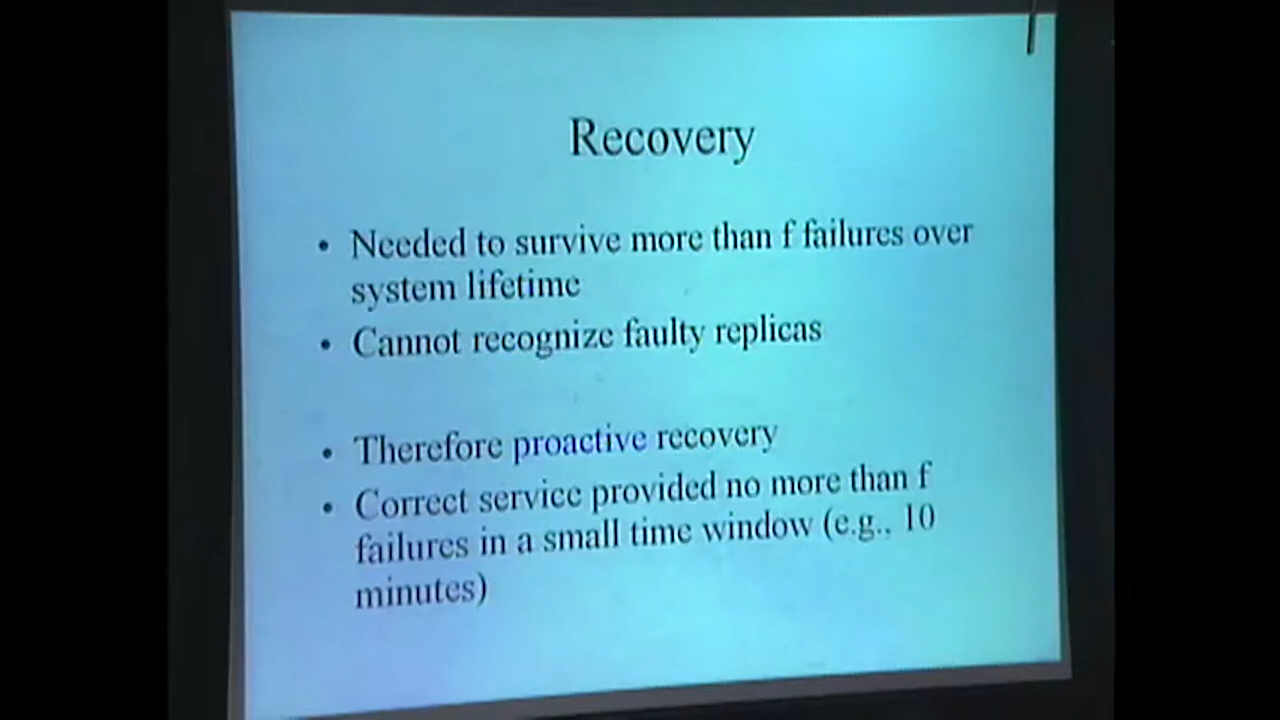 Recovery
• Needed to survive more than f failures over
system lifetime
• Cannot recognize faulty replicas
• Therefore proactive recovery
• Correct service provided no more than f
failures in a small time window (e.g., 10
minutes)